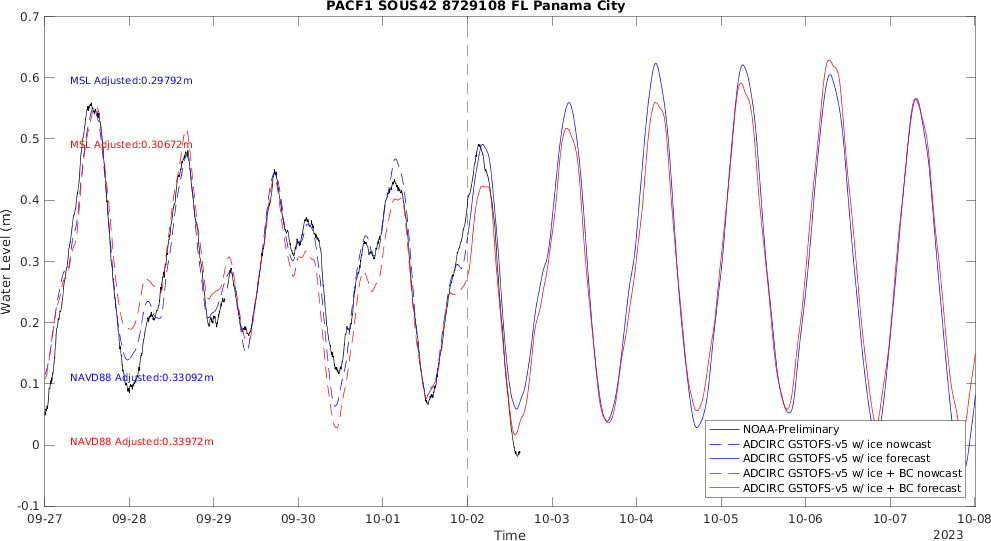 PACF1 SOUS42 8729108 FL Panama City
0.7
0.6
0.5
0.4
0.3
0.2
0.1
0
-0.1
Water Level (m)
MSL Adjusted:0.29792m
MSL Adjusted:0.30672m
NAVD88 Adjusted:0.33092m
NAVD88 Adjusted:0.33972m
NOAA-Preliminary
ADCIRC GSTOFS-v5 w/ ice nowcast
ADCIRC GSTOFS-v5 w/ ice forecast
ADCIRC GSTOFS-v5 w/ ice + BC nowcast
ADCIRC GSTOFS-v5 w/ ice + BC forecast
09-27 09-28 09-29 09-30 10-01 10-02 10-03 10-04 10-05 10-06 10-07 10-08
Time
2023